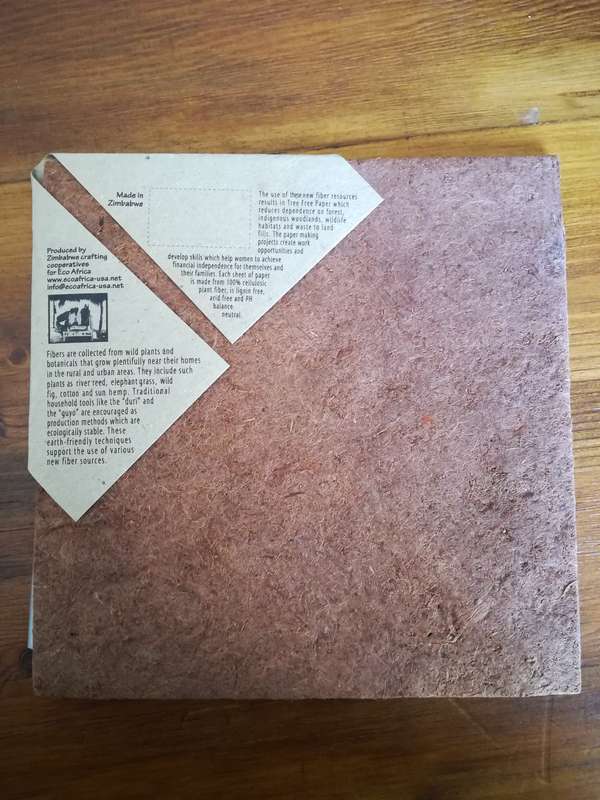 Made in
Zimbabwe
The use of these new fiber resources
results in Tree Free Paper which
reduces dependence on forest,
indigenous woodlands, wildlife
habitats and waste to land
fills. The paper making
projects create work
opportunities and
develop skills which help women to achieve
financial independence for themselves and
their families. Each sheet of paper
is made from 100% cellulosic
plant fiber, is lignin free,
acid free and PH
balance
neutral.
Produced by
Zimbabwe crafting
cooperatives
for Eco Africa
www.ecoafrica-usa.net
info@ecoafrica-usa.net
Fibers are collected from wild plants and
botanicals that grow plentifully near their homes
in the rural and urban areas. They include such
plants as river reed, elephant grass, wild
fig, cotton and sun hemp. Traditional
household tools like the "duri" and
the "guyo" are encouraged as
production methods which are
ecologically stable. These
earth-friendly techniques
support the use of various
new fiber sources.